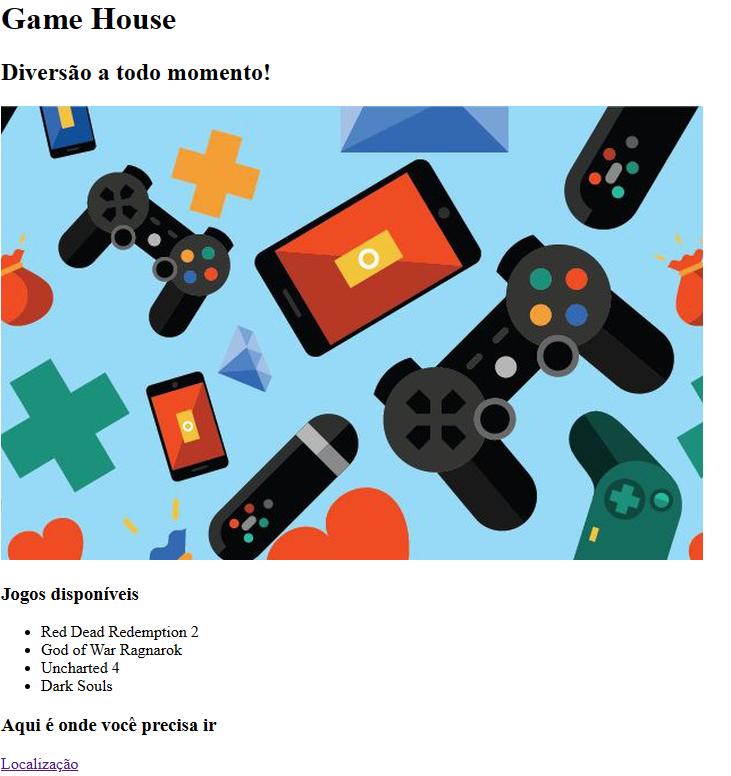 Game House
Diversão a todo momento!
Jogos disponíveis
Red Dead Redemption 2
God of War Ragnarok
Uncharted 4
Dark Souls
Aqui é onde você precisa ir
Localização